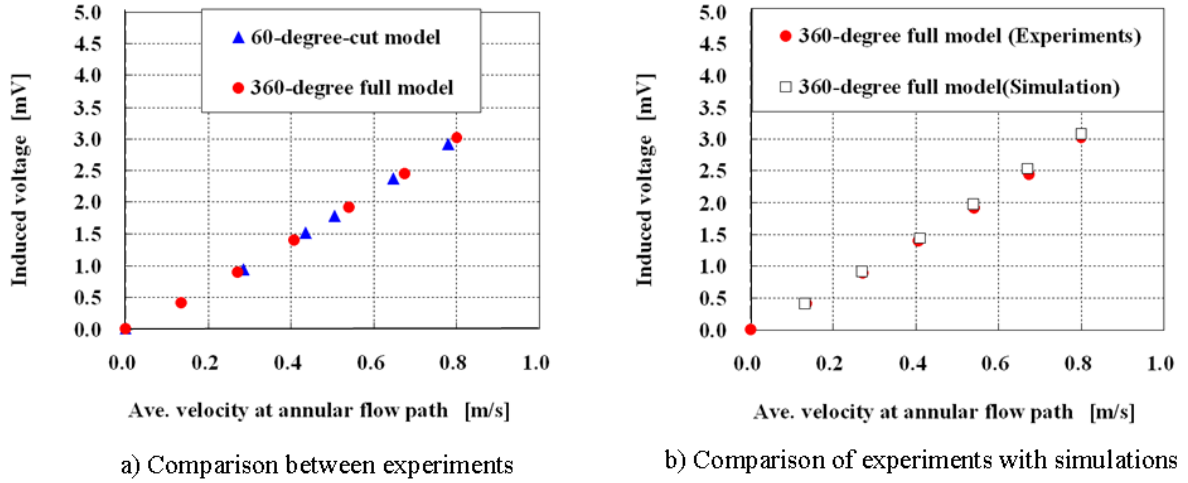 5.0
4.5
4.0
3.5
3.0
2.5
2.0
1.5
1.0
0.5
0.0
Induced voltage [mV]
60-degree-cut model
360-degree full model
0.0 0.2 0.4 0.6 0.8 1.0
Ave. velocity at annular flow path [m/s]
a) Comparison between experiments
5.0
4.5
4.0
3.5
3.0
2.5
2.0
1.5
1.0
0.5
0.0
Induced voltage [mV]
360-degree full model (Experiments)
360-degree full model(Simulation)
0.0 0.2 0.4 0.6 0.8 1.0
Ave. velocity at annular flow path [m/s]
b) Comparison of experiments with simulations